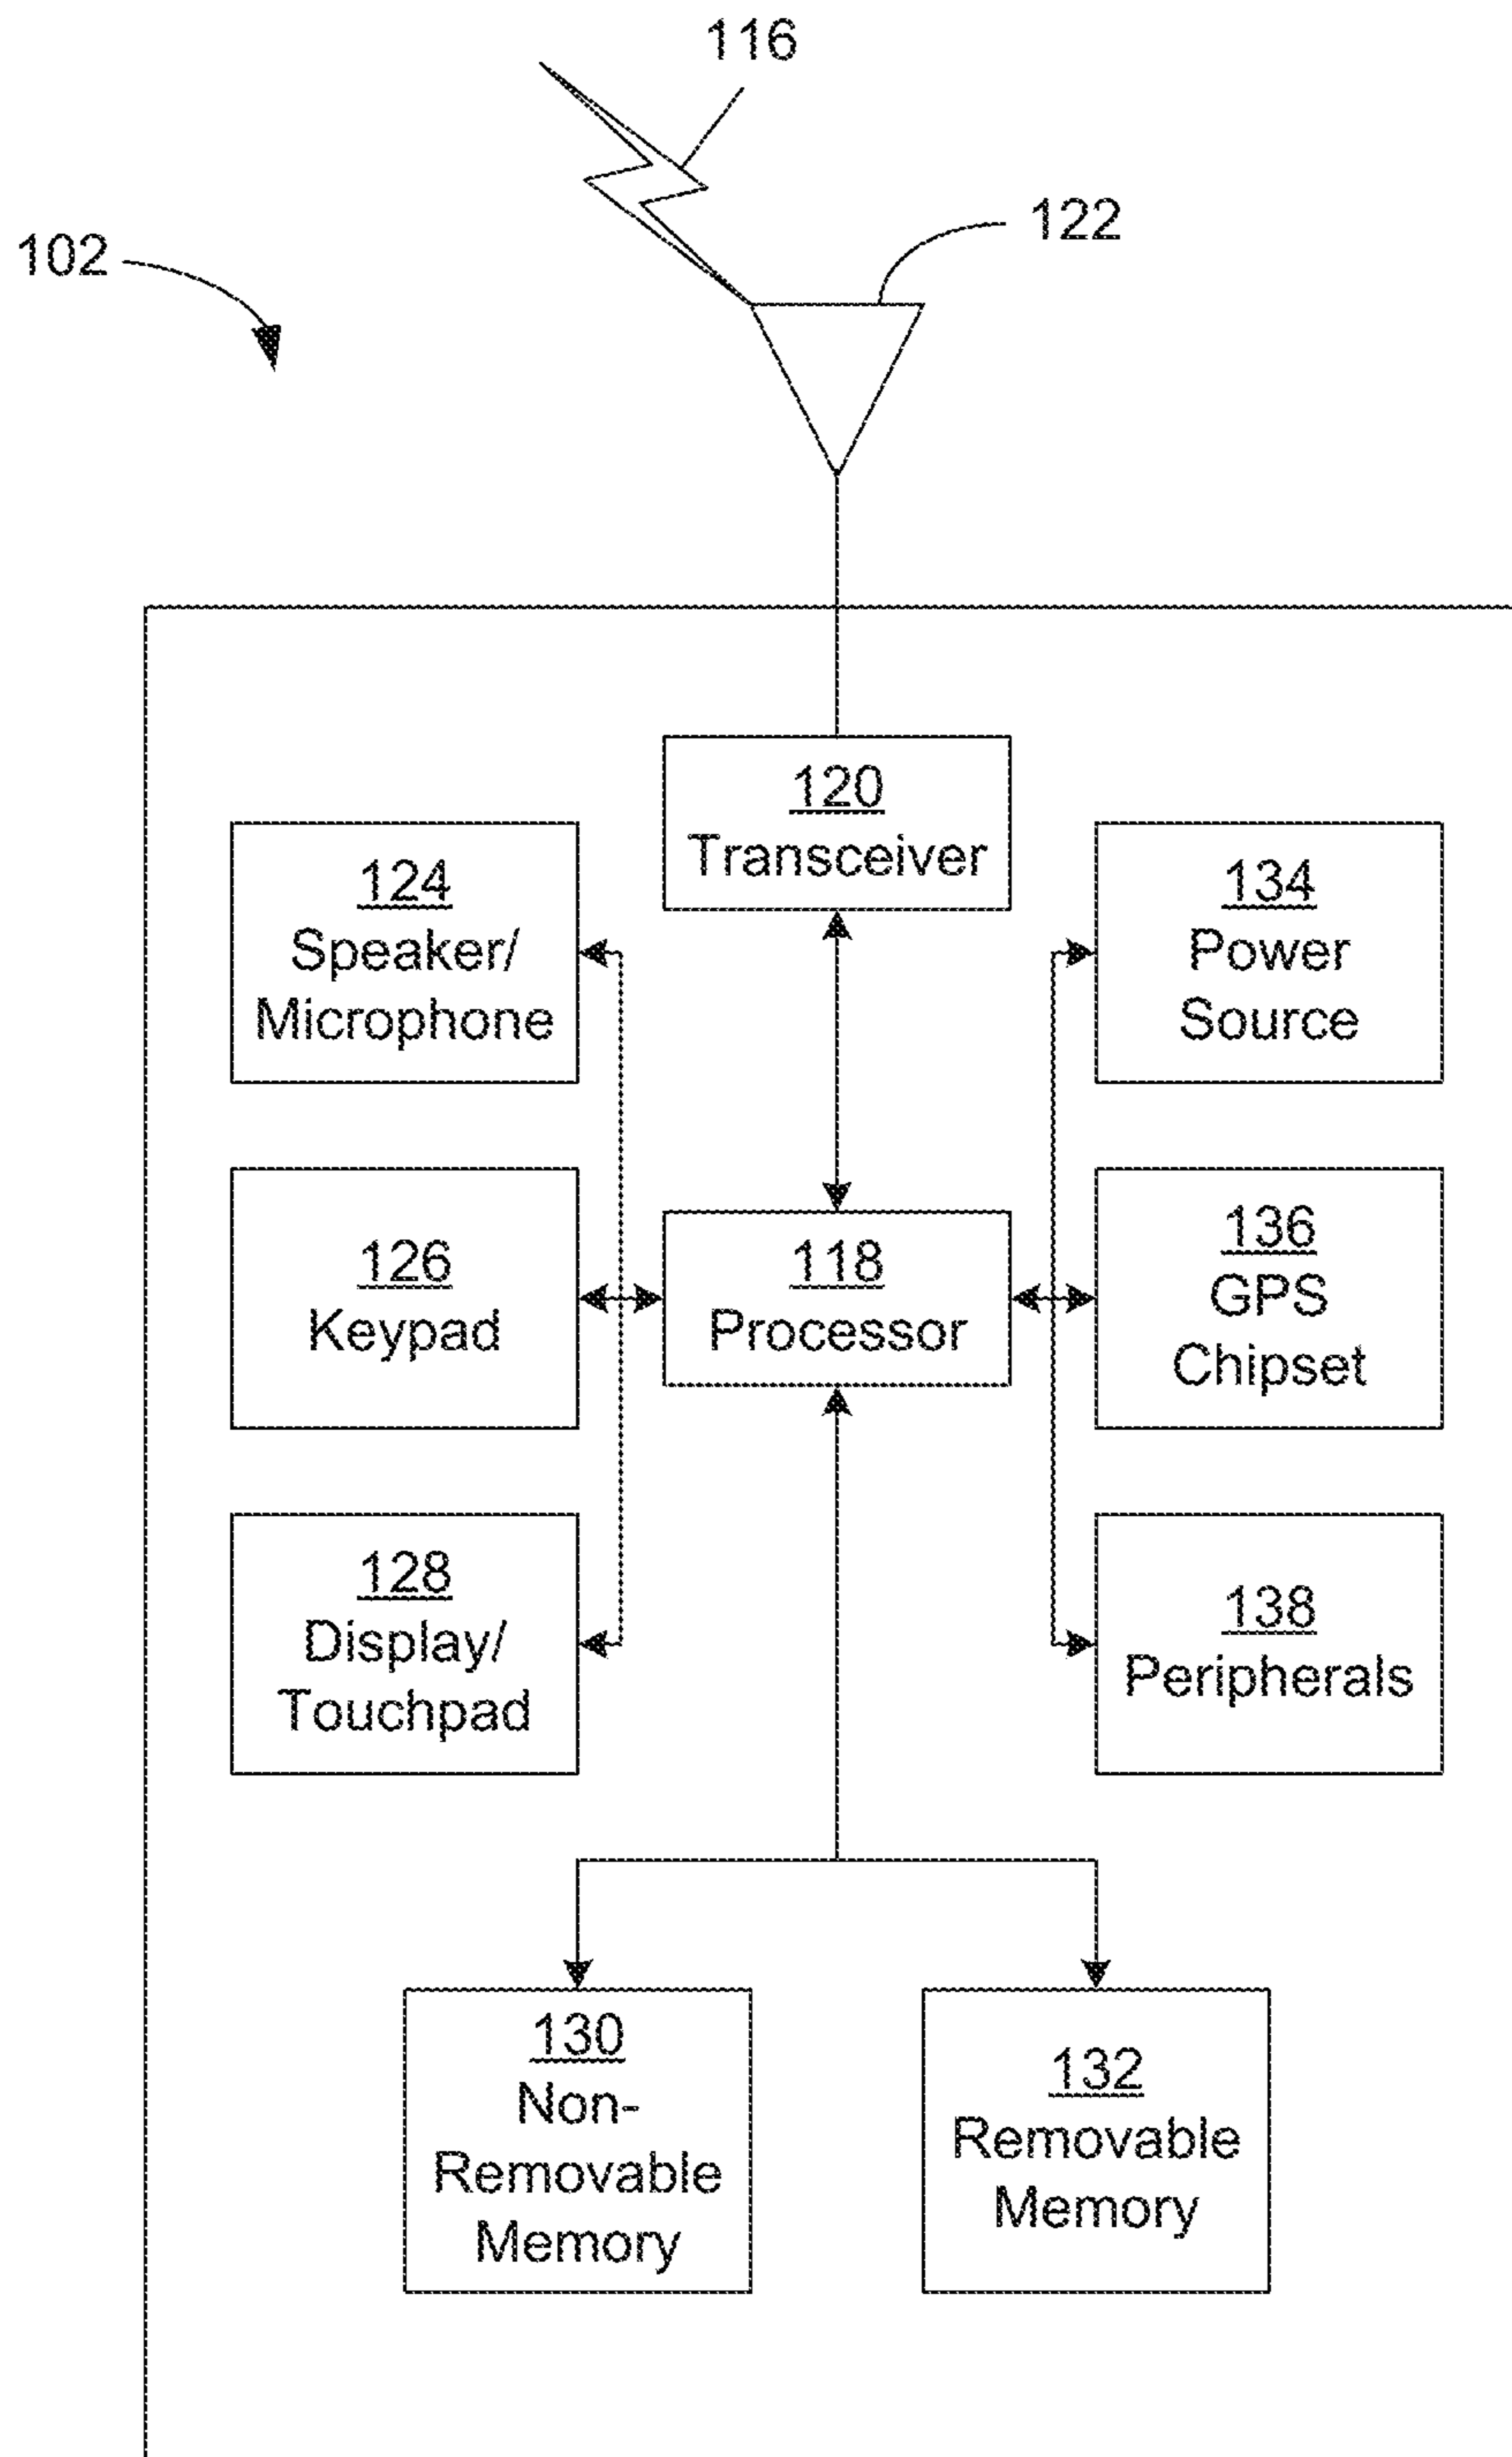 116
122
102
120
Transceiver
124
Speaker/
Microphone
134
Power
Source
126
Keypad
118
Processor
136
GPS
Chipset
128
Display/
Touchpad
138
Peripherals
130
Non-
Removable
Memory
132
Removable
Memory